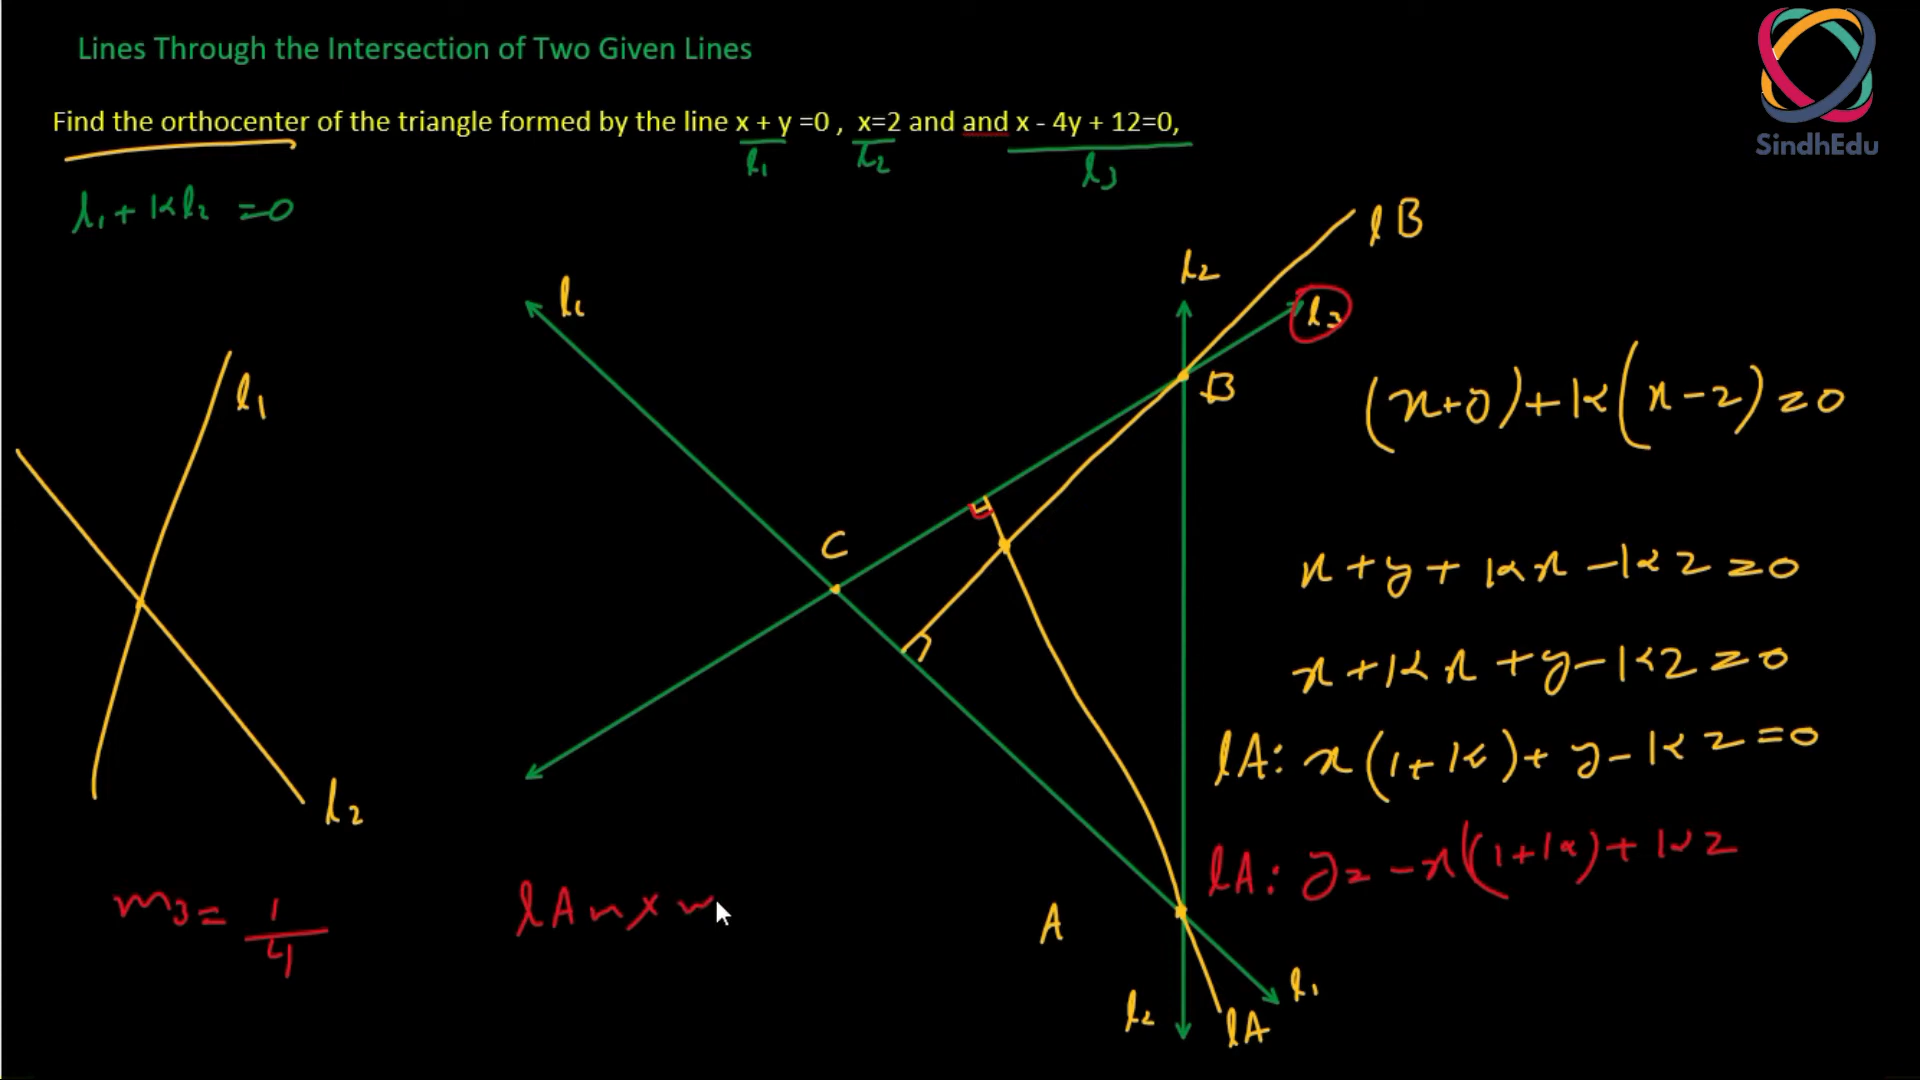 Lines Through the Intersection of Two Given Lines
SindhEdu
Find the orthocenter of the triangle formed by the line x + y =0 , x=2 and and x - 4y + 12=0,
l₁ l₂ l₃
l₁ + kl₂ = 0
l B
l₂
l₁ l₃
l₁
B
(x+y)+k(x-2)=0
C
x + y + kx - k2 = 0
x + kx + y - k2 = 0
lA: x(1+k)+ y - k2 = 0
l₂
lA: y = -x(1+k)+ k2
m₃ = 1/4
lA m x m
A
l₁
l₂
lA